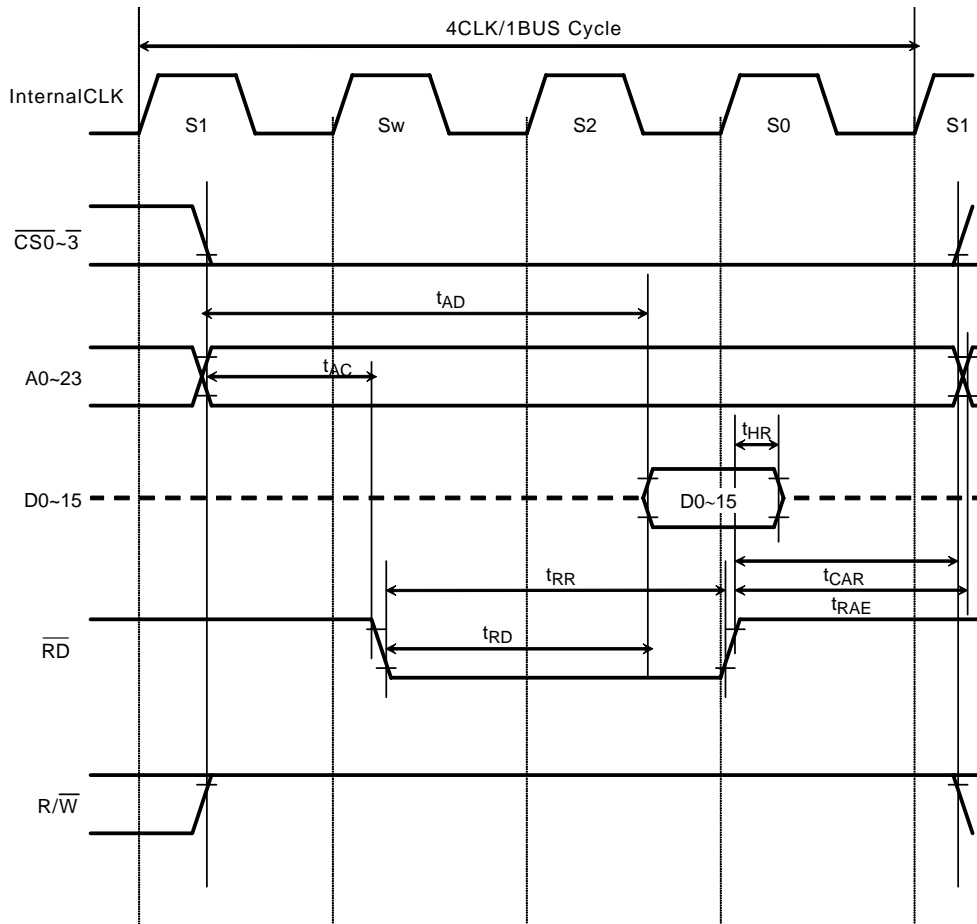 4CLK/1BUS Cycle
InternalCLK
S1 Sw S2 S0 S1
CS0~3
tAD
A0~23
tAC
tHR
D0~15
D0~15
tRR
tCAR
tRAE
tRD
RD
R/W